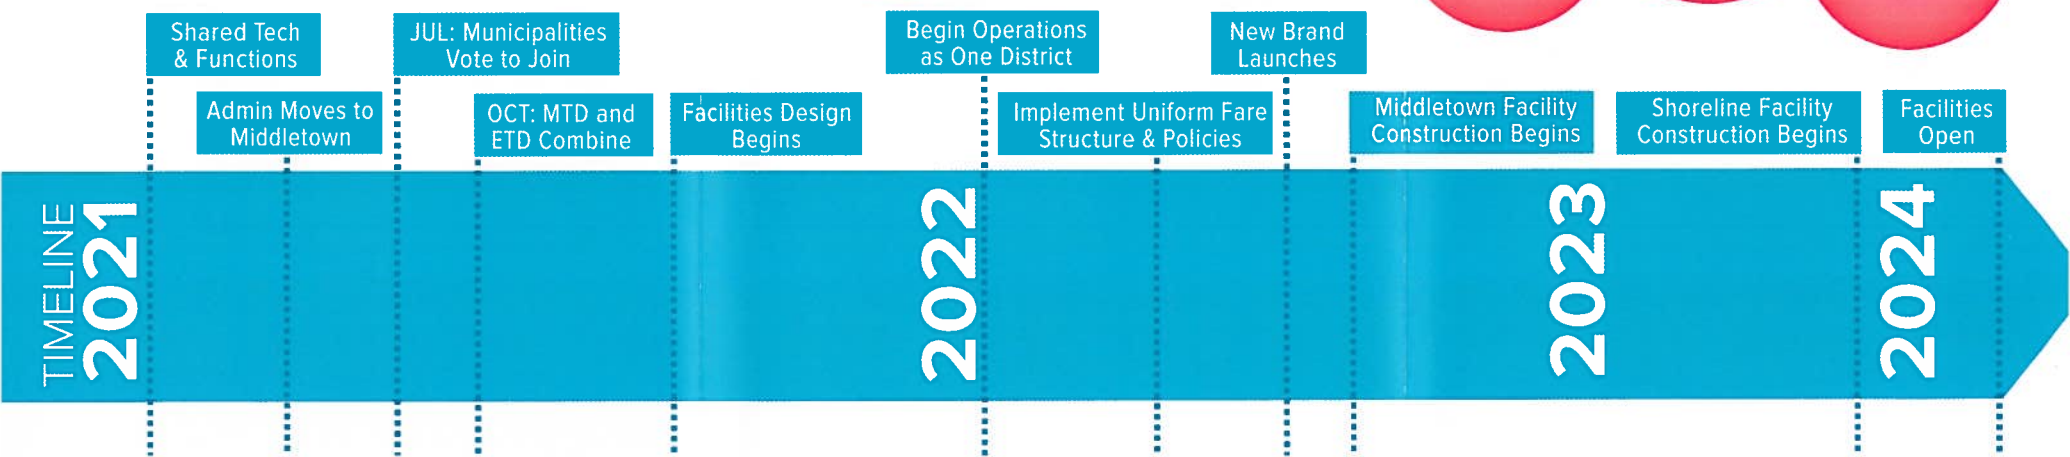 Shared Tech
& Functions
Admin Moves to
Middletown
JUL: Municipalities
Vote to Join
OCT: MTD and
ETD Combine
Facilities Design
Begins
Begin Operations
as One District
Implement Uniform Fare
Structure & Policies
New Brand
Launches
Middletown Facility
Construction Begins
Shoreline Facility
Construction Begins
Facilities
Open
TIMELINE
2021
2022
2023
2024